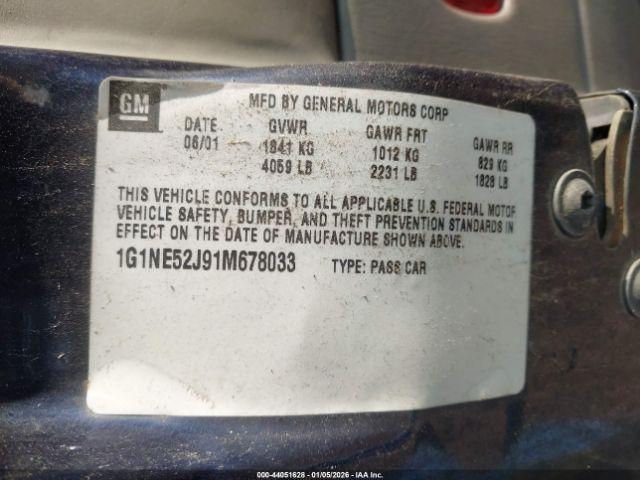 GM
MFD BY GENERAL MOTORS CORP
DATE GVWR GAWR FRT GAWR RR
06/01 1841 KG 1012 KG 829 KG
4059 LB 2231 LB 1828 LB
THIS VEHICLE CONFORMS TO ALL APPLICABLE U.S. FEDERAL MOTOR
VEHICLE SAFETY, BUMPER, AND THEFT PREVENTION STANDARDS IN
EFFECT ON THE DATE OF MANUFACTURE SHOWN ABOVE.
1G1NE52J91M678033 TYPE: PASS CAR
000-44051628 - 01/05/2026 - IAA Inc.